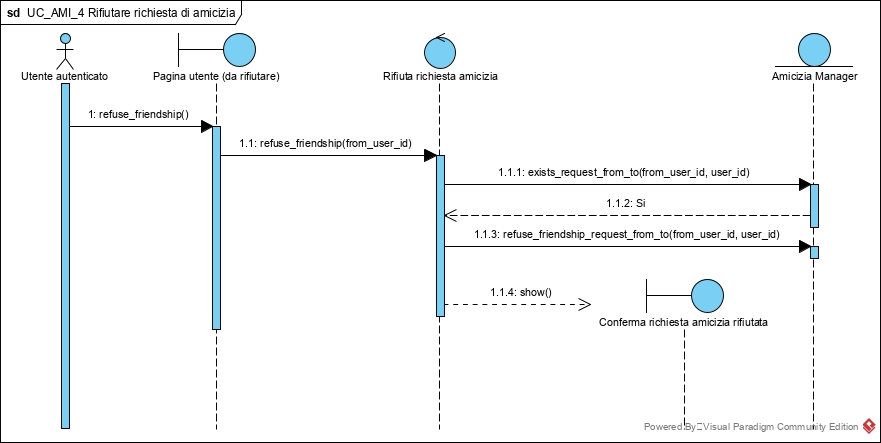 sd UC_AMI_4 Rifiutare richiesta di amicizia
Utente autenticato
Pagina utente (da rifiutare)
Rifiuta richiesta amicizia
Amicizia Manager
1: refuse_friendship()
1.1: refuse_friendship(from_user_id)
1.1.1: exists_request_from_to(from_user_id, user_id)
1.1.2: Si
1.1.3: refuse_friendship_request_from_to(from_user_id, user_id)
1.1.4: show()
Conferma richiesta amicizia rifiutata
Powered By Visual Paradigm Community Edition